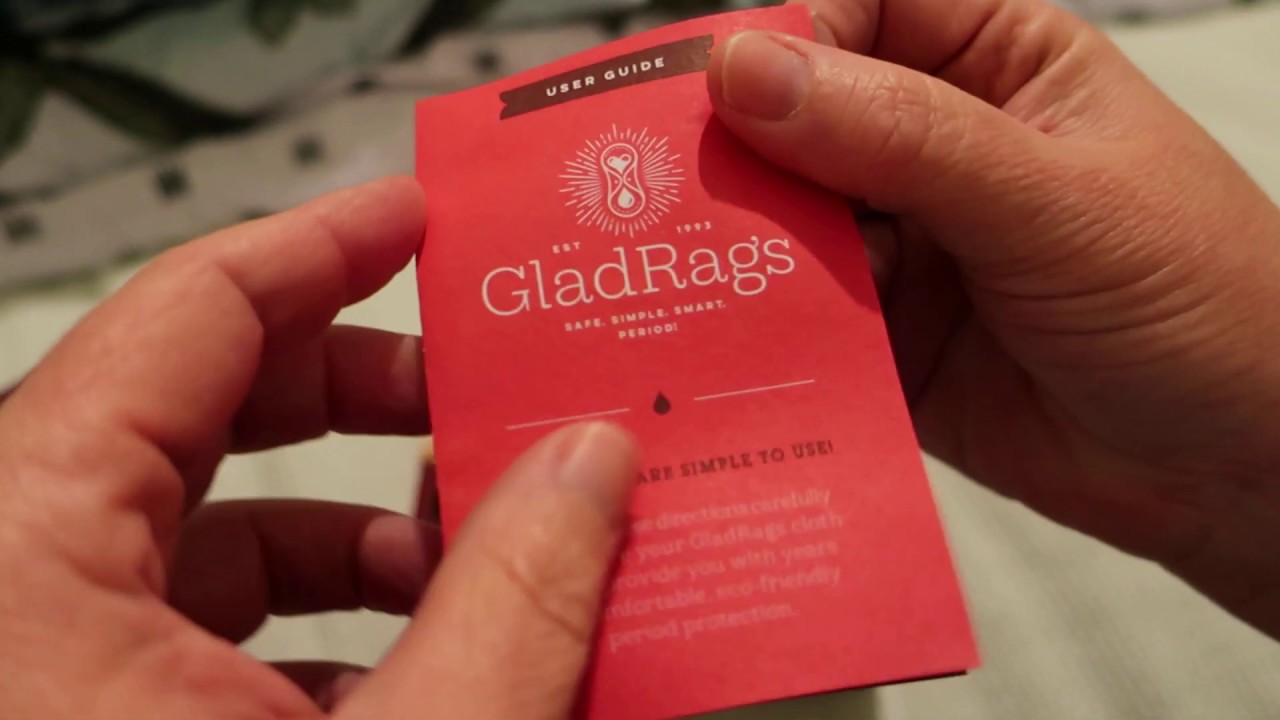 USER GUIDE
EST 1993
GladRags
SAFE. SIMPLE. SMART.
PERIOD!
ARE SIMPLE TO USE!
directions carefully
your GladRags cloth
provide you with years
eco-friendly
period protection.